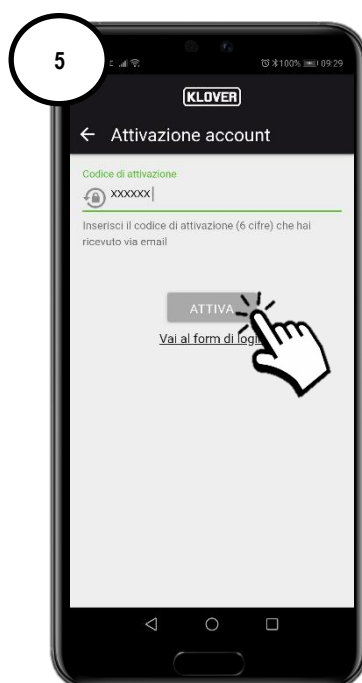 5
100% 09:29
KLOVER
Attivazione account
Codice di attivazione
xxxxxx
Inserisci il codice di attivazione (6 cifre) che hai
ricevuto via email
ATTIVA
Vai al form di login